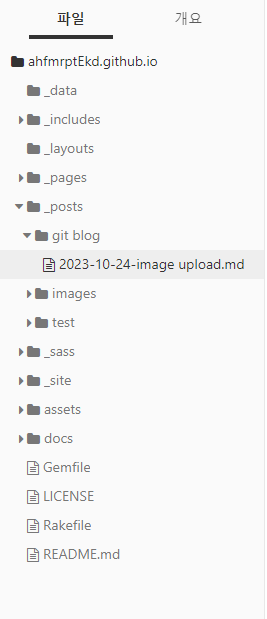 파일 개요
ahfmrptEkd.github.io
_data
_includes
_layouts
_pages
_posts
git blog
2023-10-24-image upload.md
images
test
_sass
_site
assets
docs
Gemfile
LICENSE
Rakefile
README.md